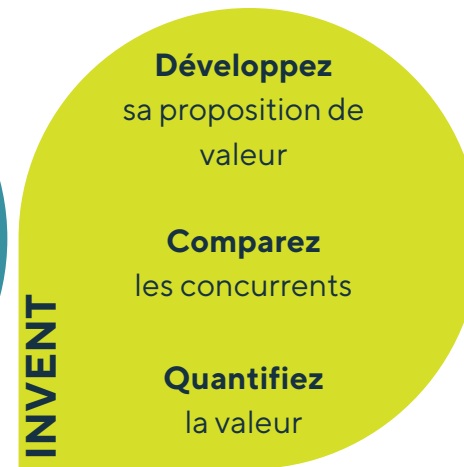 Développez
sa proposition de
valeur
Comparez
les concurrents
Quantifiez
la valeur
INVENT